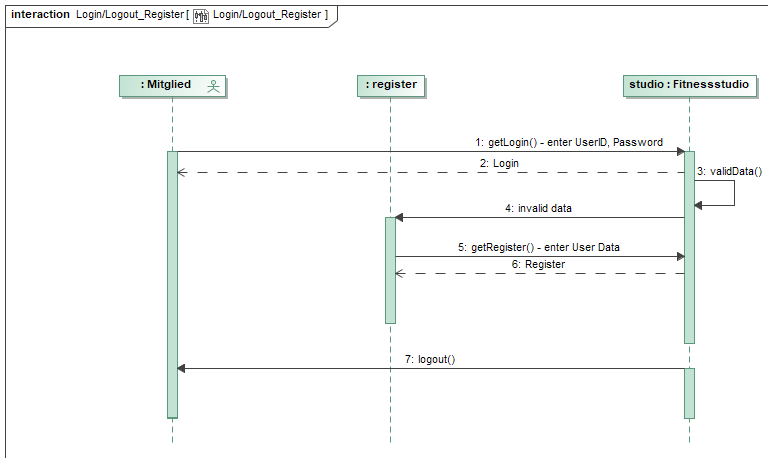 interaction Login/Logout_Register [ Login/Logout_Register ]
: Mitglied
: register
studio : Fitnessstudio
1: getLogin() - enter UserID, Password
2: Login
3: validData()
4: invalid data
5: getRegister() - enter User Data
6: Register
7: logout()